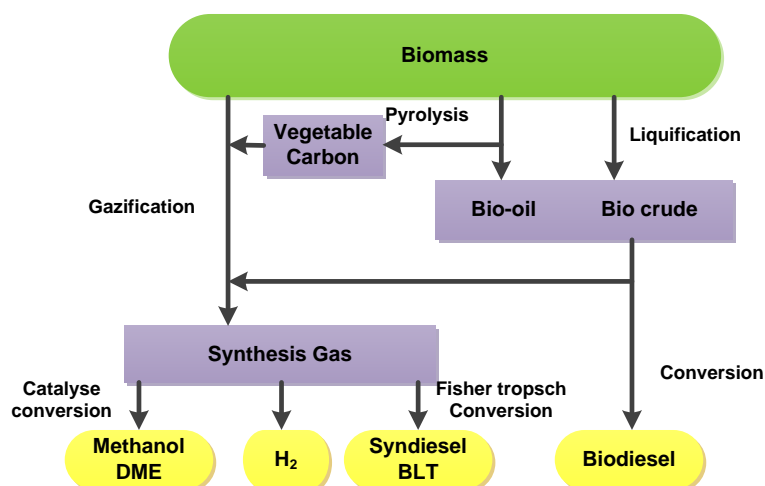 Biomass
Pyrolysis
Vegetable
Carbon
Liquification
Gazification
Bio-oil
Bio crude
Synthesis Gas
Catalyse
conversion
Fisher tropsch
Conversion
Conversion
Methanol
DME
H₂
Syndiesel
BLT
Biodiesel